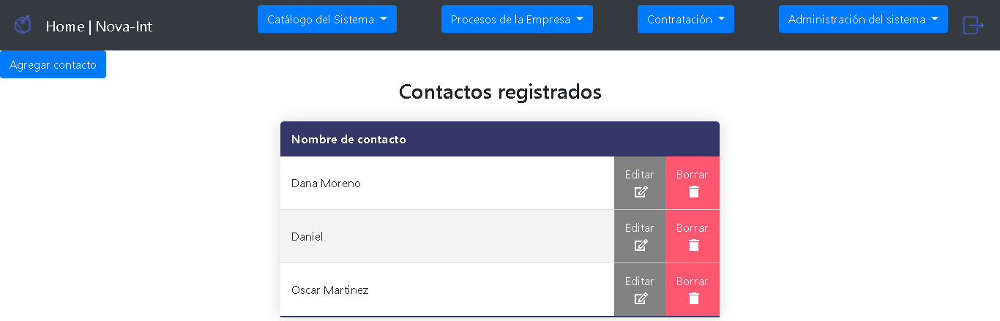 Home | Nova-Int
Catálogo del Sistema
Procesos de la Empresa
Contratación
Administración del sistema
Agregar contacto
Contactos registrados
Nombre de contacto
Dana Moreno
Editar
Borrar
Daniel
Editar
Borrar
Oscar Martinez
Editar
Borrar